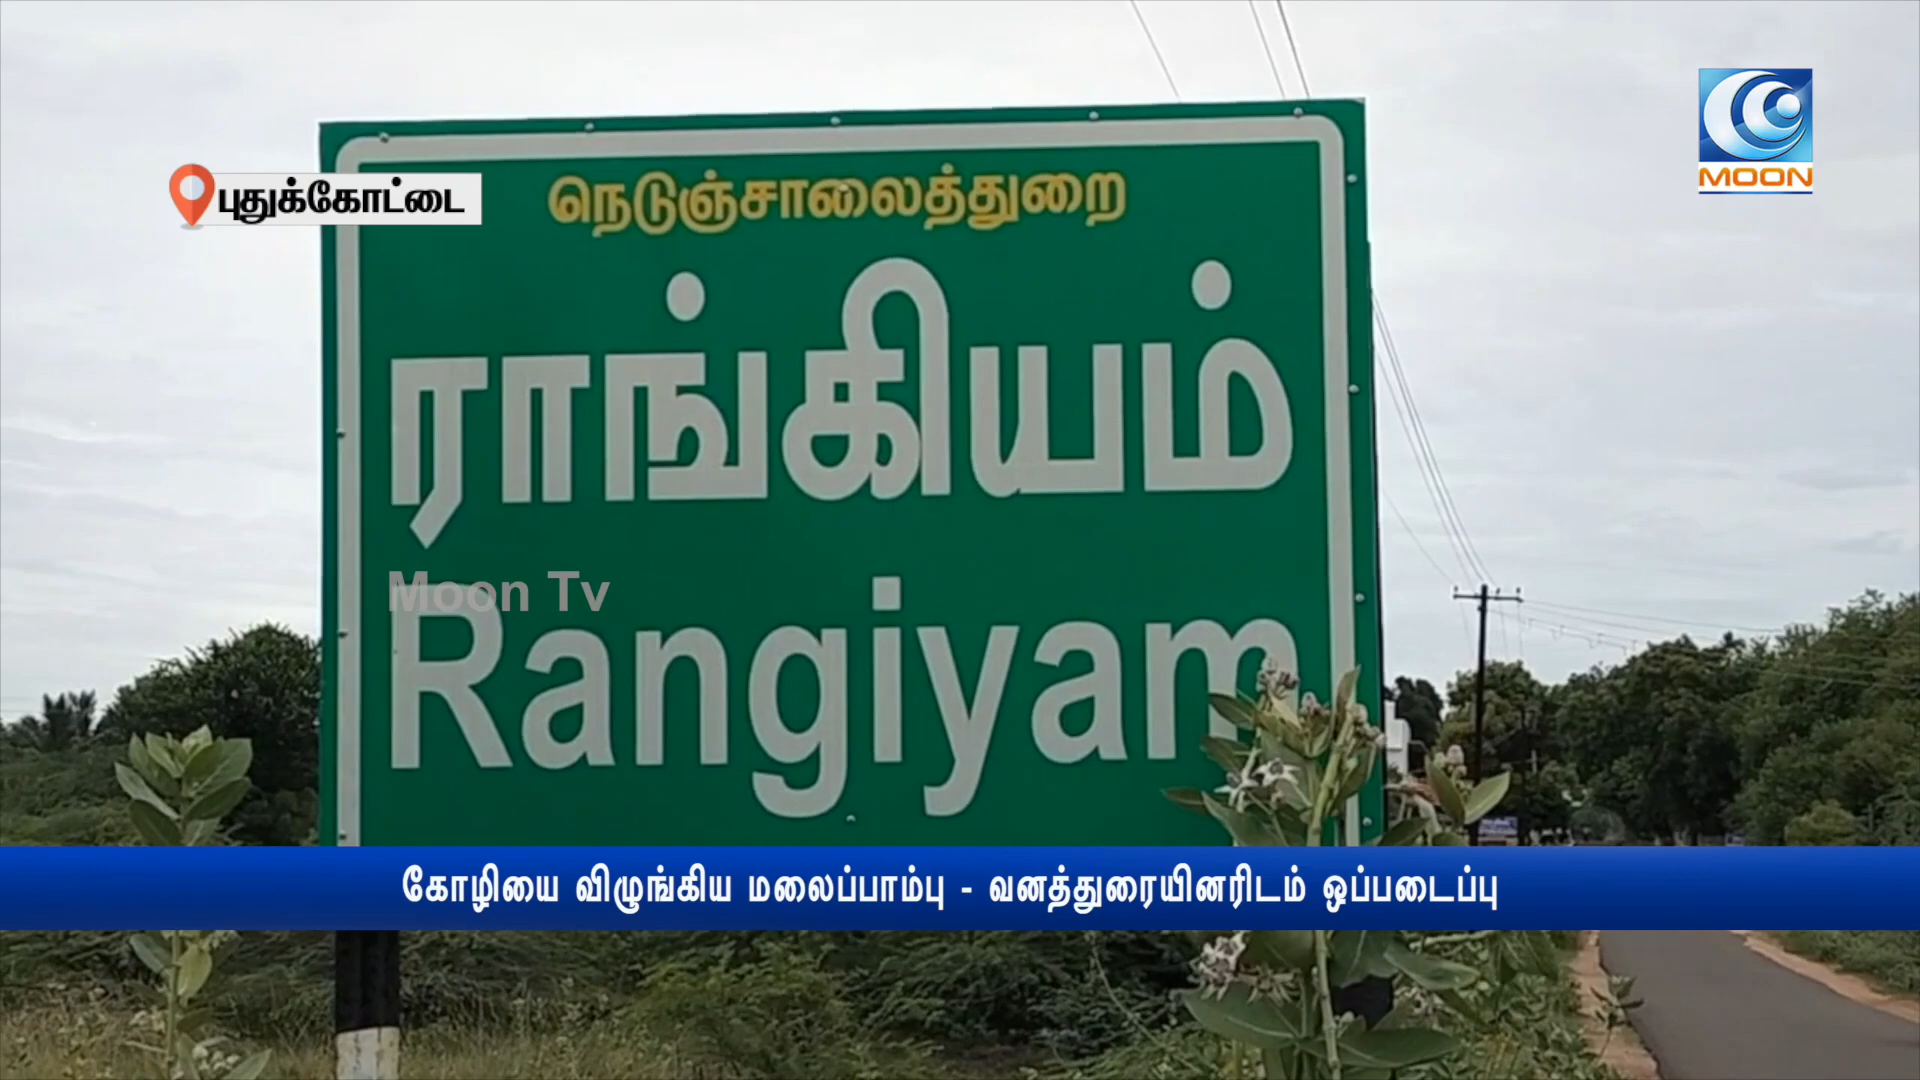 MOON
புதுக்கோட்டை
நெடுஞ்சாலைத்துறை
ராங்கியம்
Moon Tv
Rangiyam
கோழியை விழுங்கிய மலைப்பாம்பு - வனத்துரையினரிடம் ஒப்படைப்பு